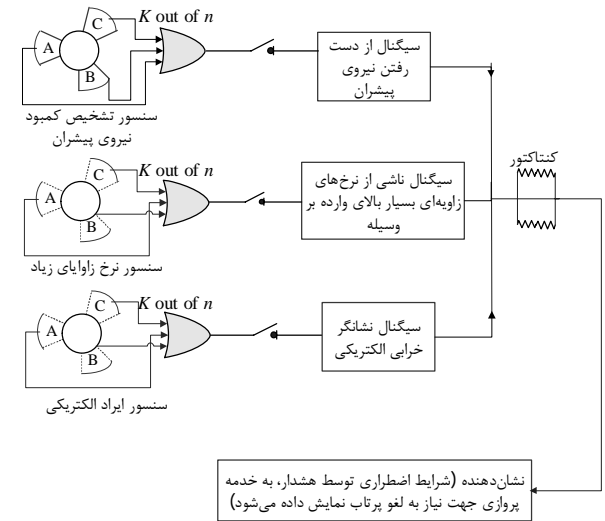 C
K out of n
A
B
سنسور تشخیص کمبود
نیروی پیشران
سیگنال از دست
رفتن نیروی
پیشران
کنتاکتور
C
K out of n
A
B
سنسور نرخ زاوایای زیاد
سیگنال ناشی از نرخ‌های
زاویه‌ای بسیار بالای وارده بر
وسیله
C
K out of n
A
B
سنسور ایراد الکتریکی
سیگنال نشانگر
خرابی الکتریکی
نشان‌دهنده (شرایط اضطراری توسط هشدار، به خدمه
پروازی جهت نیاز به لغو پرتاب نمایش داده می‌شود)